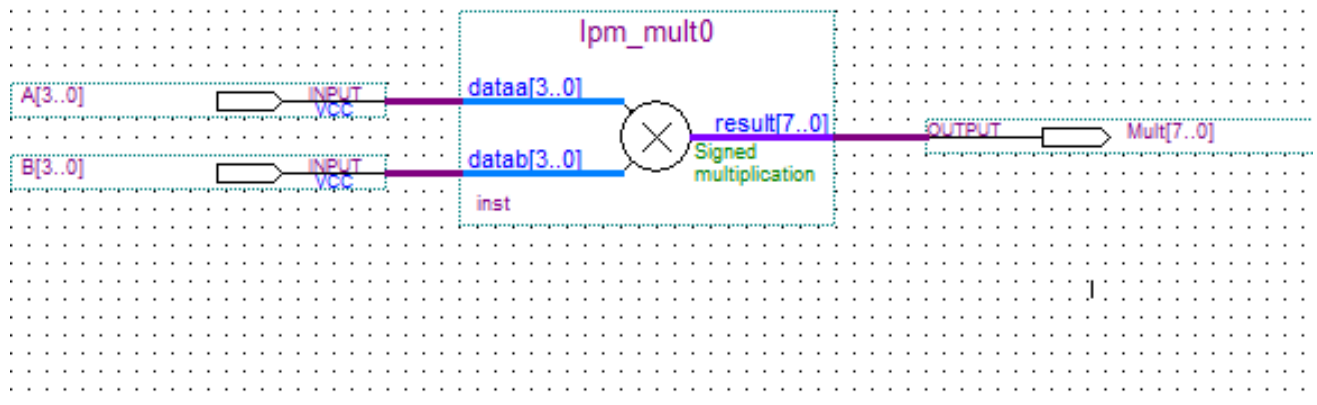 lpm_mult0
A[3..0]
INPUT
VCC
dataa[3..0]
result[7..0]
OUTPUT
Mult[7..0]
B[3..0]
INPUT
VCC
datab[3..0]
Signed
multiplication
inst